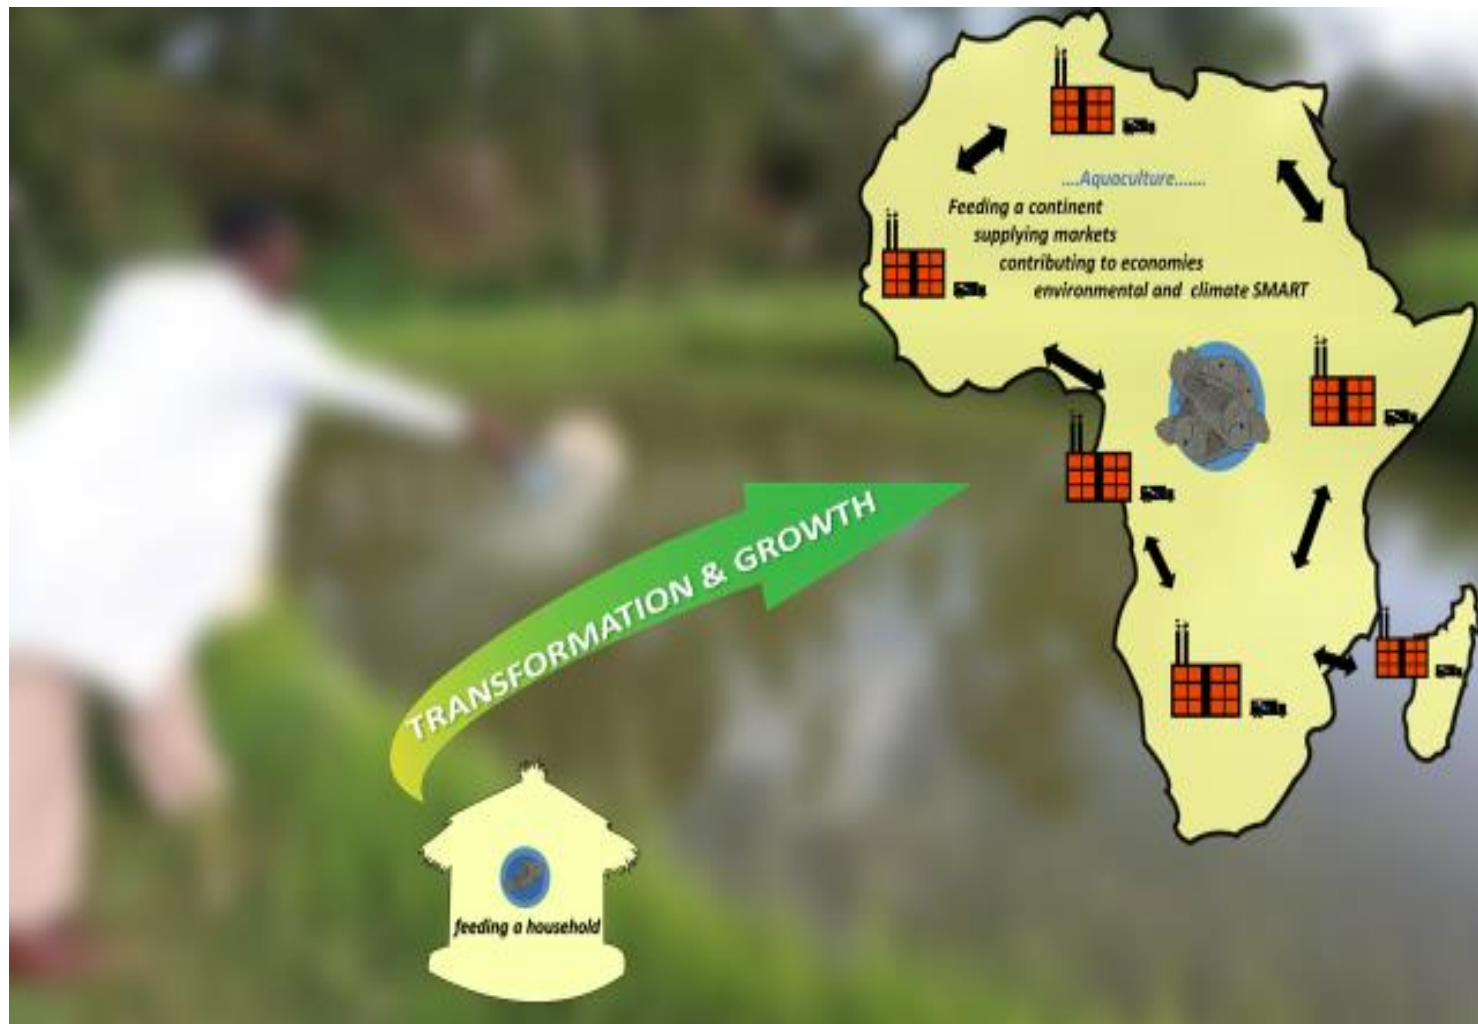 ....Aquaculture.......
Feeding a continent
supplying markets
contributing to economies
environmental and climate SMART
TRANSFORMATION & GROWTH
feeding a household